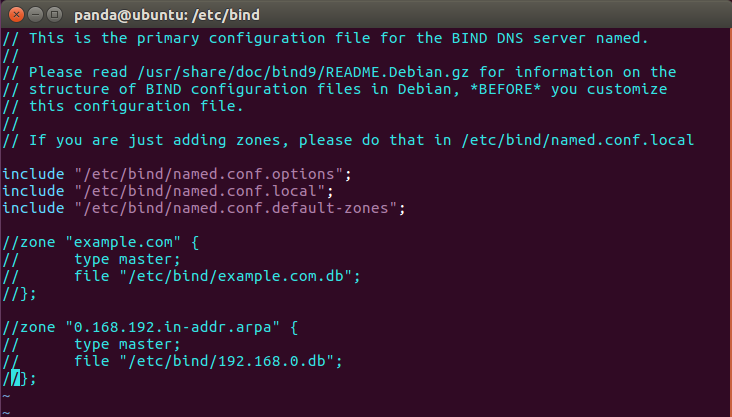 panda@ubuntu: /etc/bind
// This is the primary configuration file for the BIND DNS server named.
//
// Please read /usr/share/doc/bind9/README.Debian.gz for information on the
// structure of BIND configuration files in Debian, *BEFORE* you customize
// this configuration file.
//
// If you are just adding zones, please do that in /etc/bind/named.conf.local

include "/etc/bind/named.conf.options";
include "/etc/bind/named.conf.local";
include "/etc/bind/named.conf.default-zones";

//zone "example.com" {
//      type master;
//      file "/etc/bind/example.com.db";
//};

//zone "0.168.192.in-addr.arpa" {
//      type master;
//      file "/etc/bind/192.168.0.db";
//};
~
~